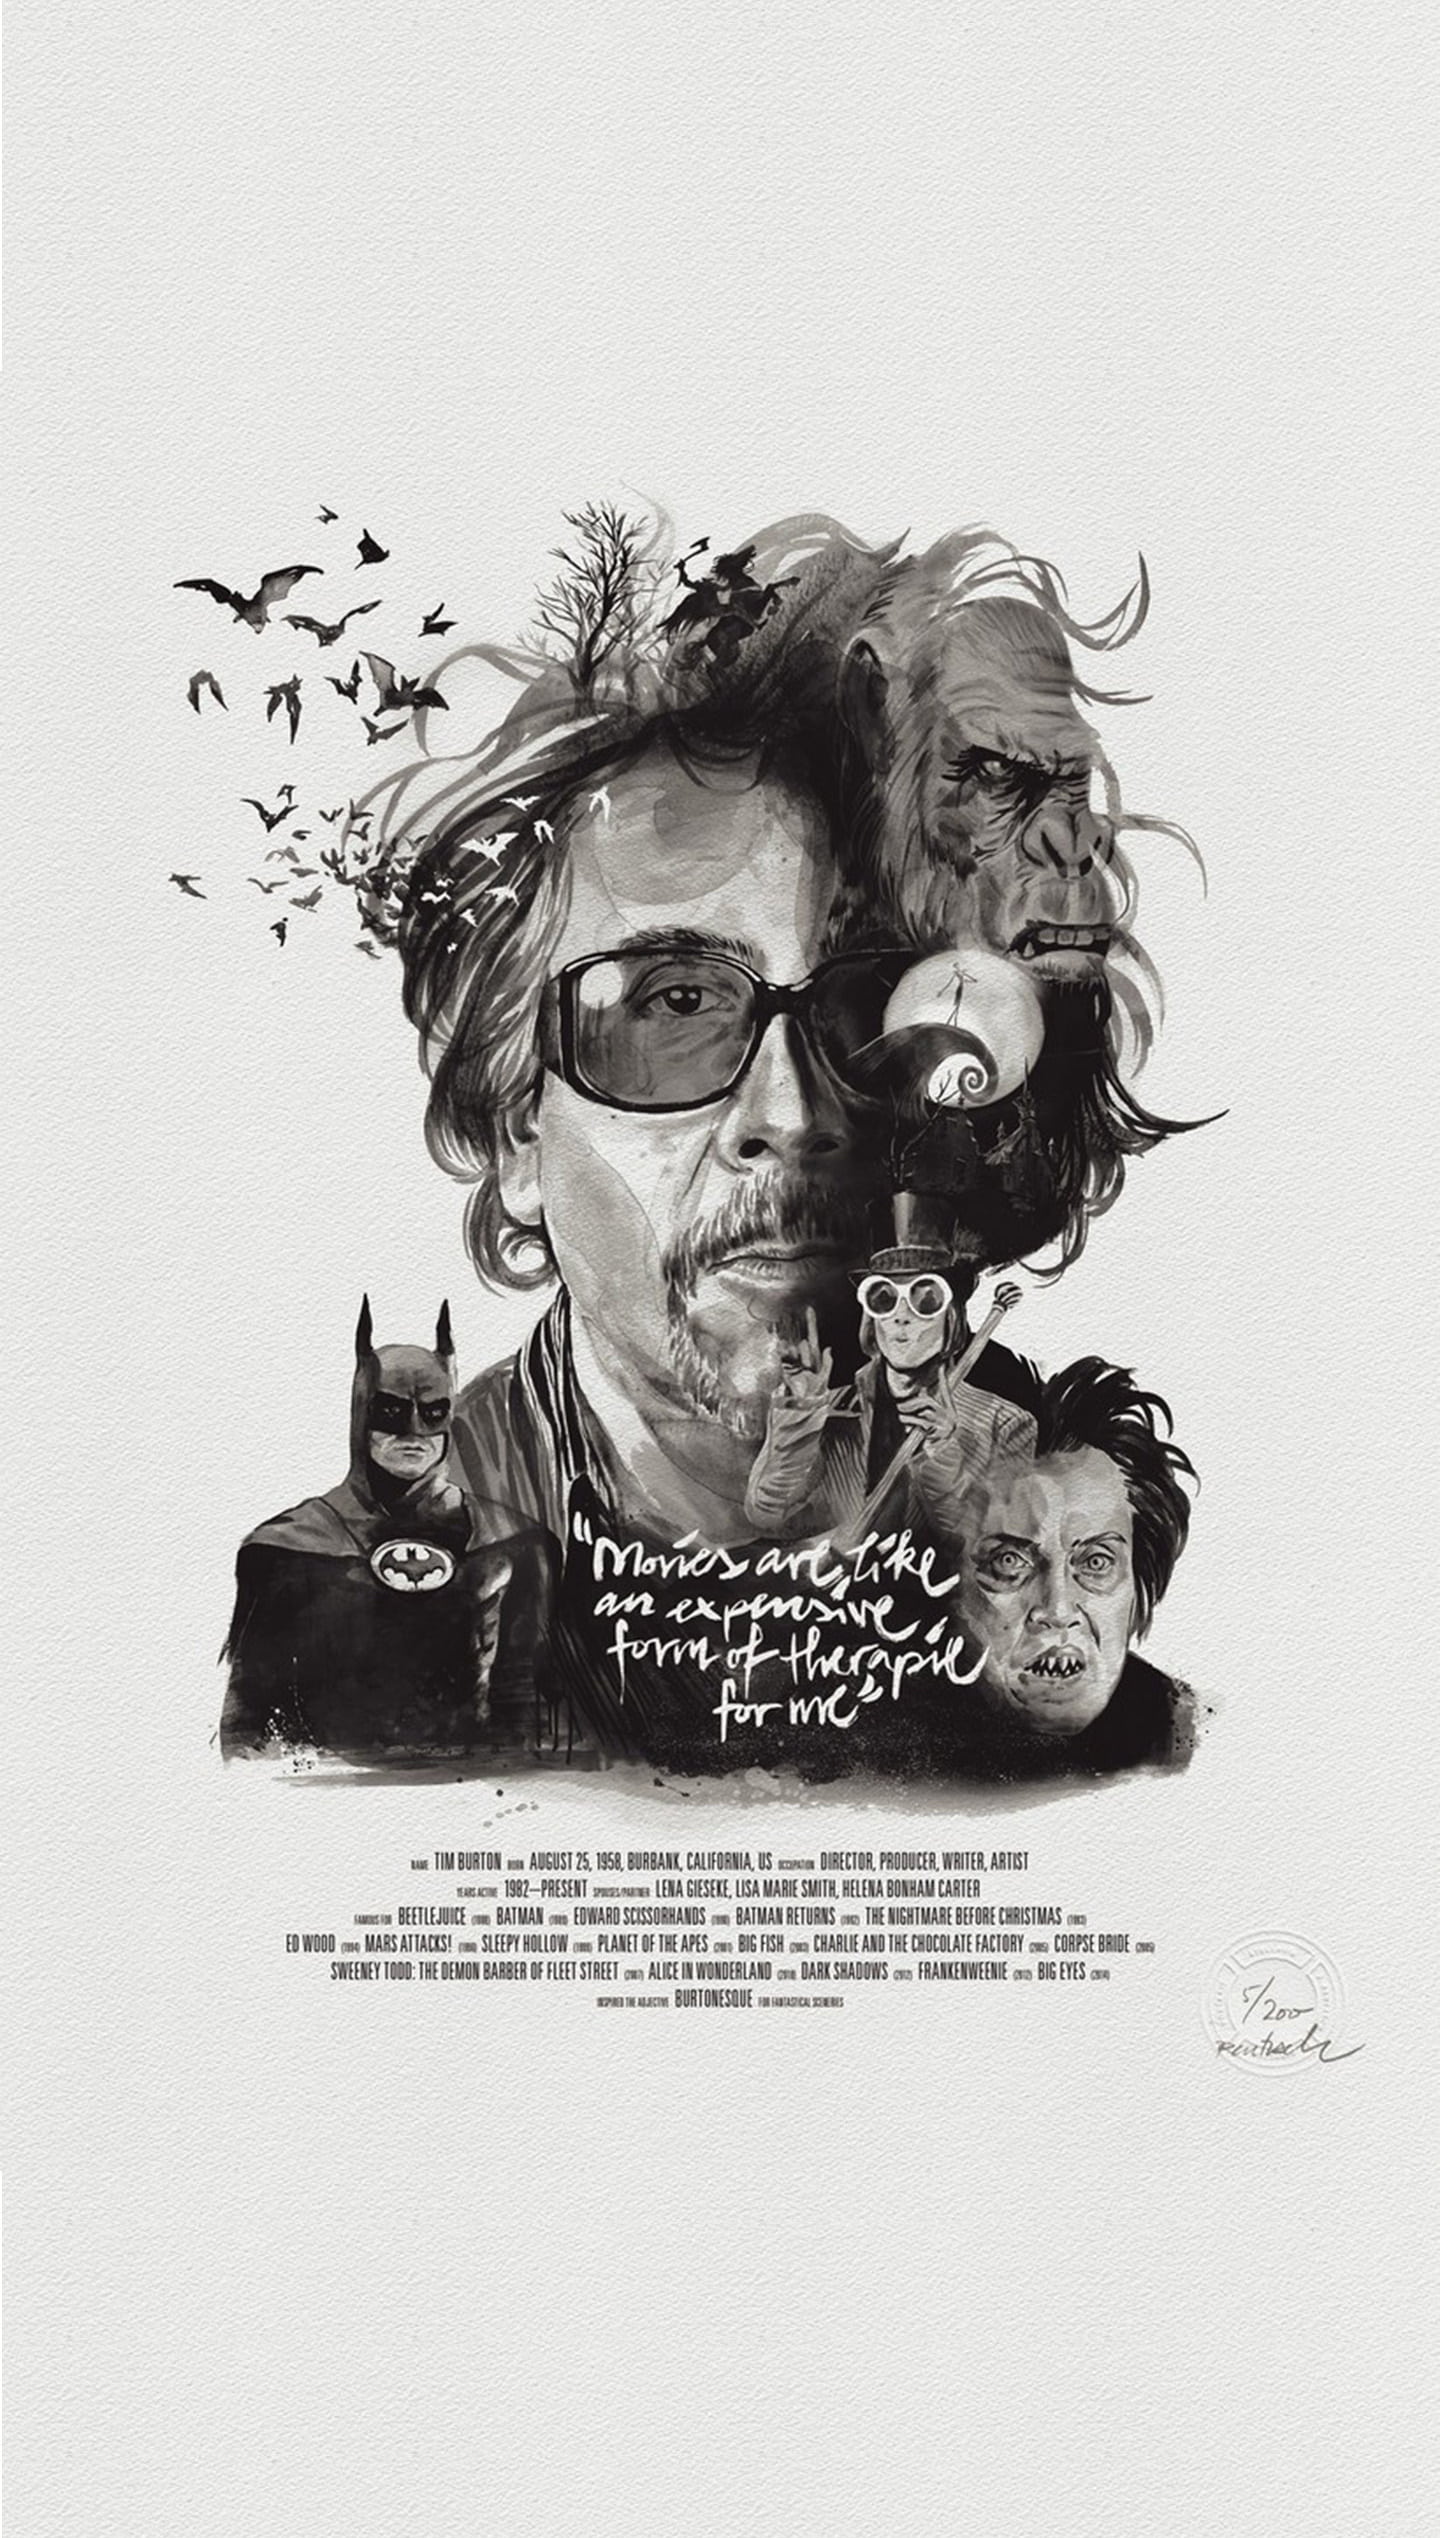 "Movies are like
an expensive
form of therapie
for me"
NAME TIM BURTON BORN AUGUST 25, 1958, BURBANK, CALIFORNIA, US OCCUPATION DIRECTOR, PRODUCER, WRITER, ARTIST
YEARS ACTIVE 1982—PRESENT SPOUSES/PARTNER LENA GIESEKE, LISA MARIE SMITH, HELENA BONHAM CARTER
FAMOUS FOR BEETLEJUICE (1988) BATMAN (1989) EDWARD SCISSORHANDS (1990) BATMAN RETURNS (1992) THE NIGHTMARE BEFORE CHRISTMAS (1993)
ED WOOD (1994) MARS ATTACKS! (1996) SLEEPY HOLLOW (1999) PLANET OF THE APES (2001) BIG FISH (2003) CHARLIE AND THE CHOCOLATE FACTORY (2005) CORPSE BRIDE (2005)
SWEENEY TODD: THE DEMON BARBER OF FLEET STREET (2007) ALICE IN WONDERLAND (2010) DARK SHADOWS (2012) FRANKENWEENIE (2012) BIG EYES (2014)
INSPIRED THE ADJECTIVE BURTONESQUE FOR FANTASTICAL SCENERIES
5/200